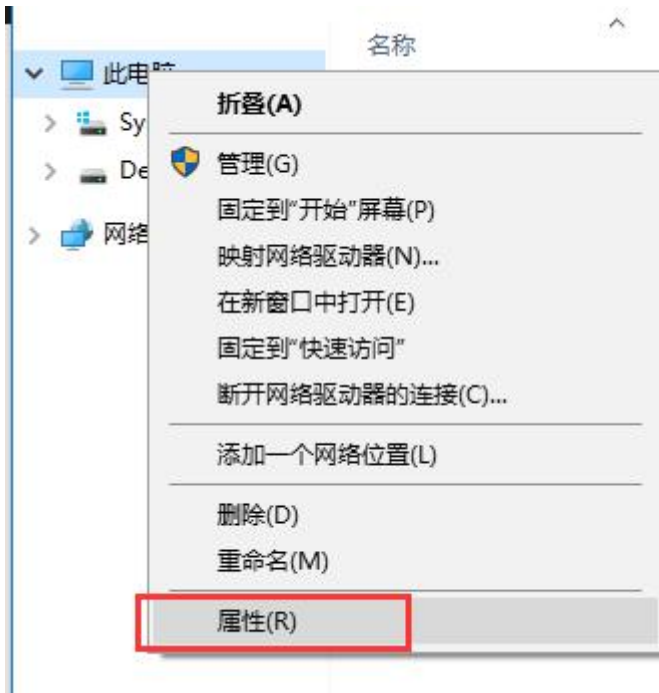 名称
此电脑
折叠(A)
Sy
管理(G)
De
固定到“开始”屏幕(P)
网络
映射网络驱动器(N)...
在新窗口中打开(E)
固定到“快速访问”
断开网络驱动器的连接(C)...
添加一个网络位置(L)
删除(D)
重命名(M)
属性(R)